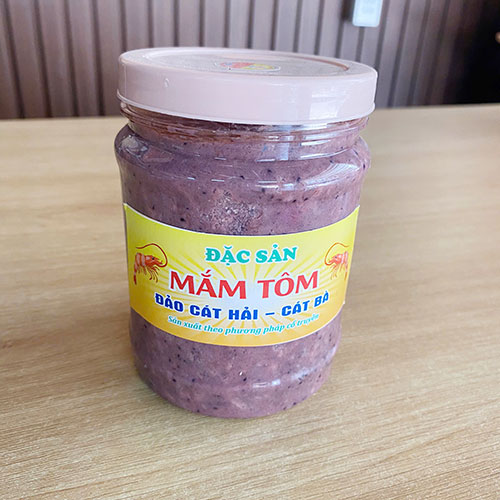 ĐẶC SẢN
MẮM TÔM
ĐẢO CÁT HẢI – CÁT BÀ
Sản xuất theo phương pháp cổ truyền